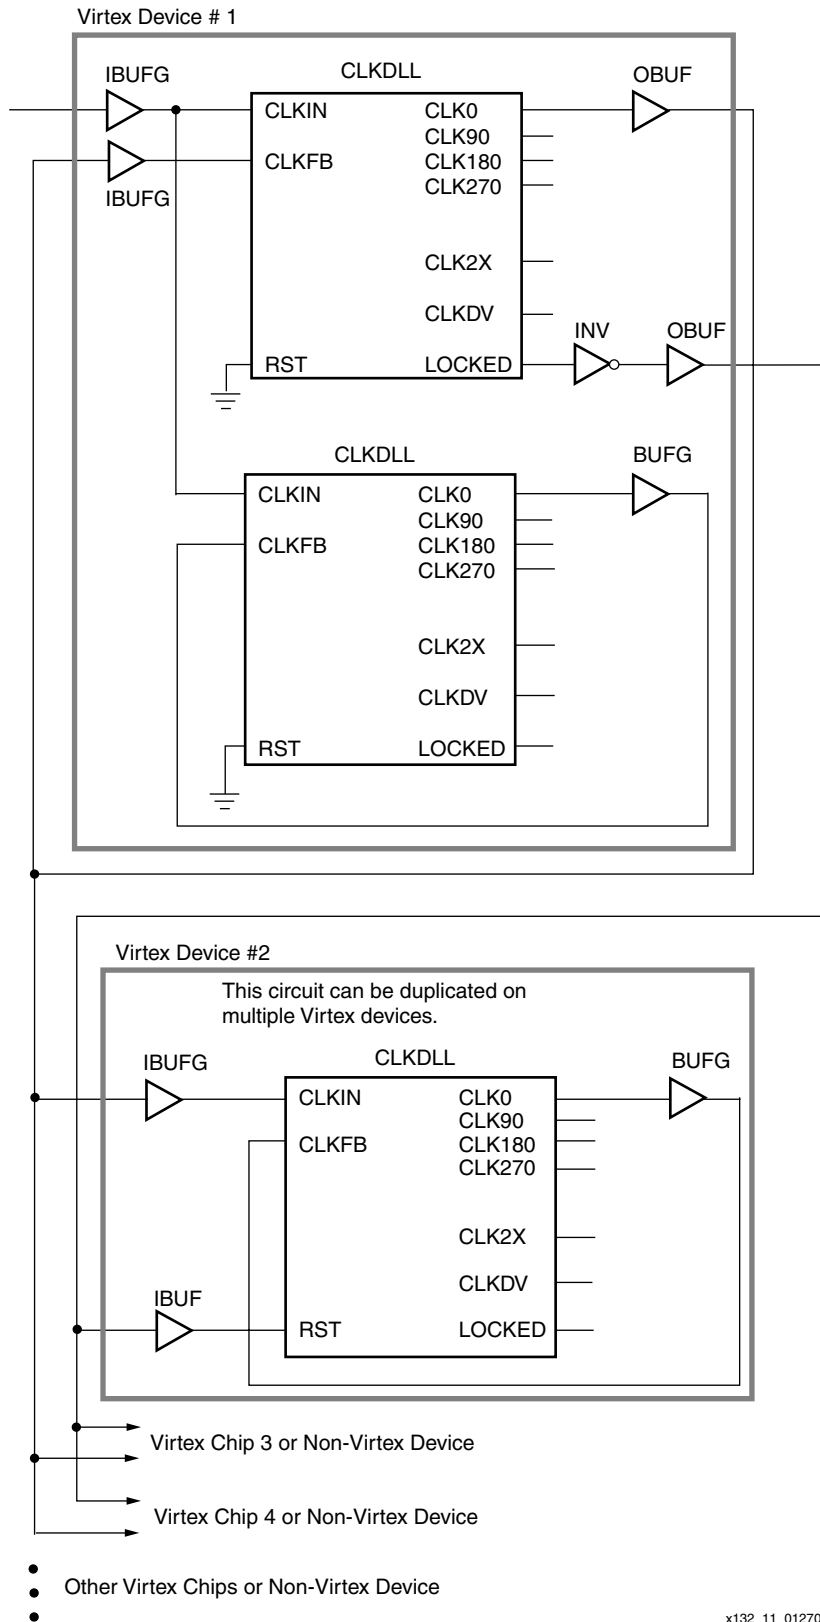 Virtex Device # 1
IBUFG
CLKDLL
OBUF
CLKIN
CLK0
CLK90
CLKFB
CLK180
IBUFG
CLK270
CLK2X
CLKDV
INV
OBUF
RST
LOCKED
CLKDLL
BUFG
CLKIN
CLK0
CLK90
CLKFB
CLK180
CLK270
CLK2X
CLKDV
RST
LOCKED
Virtex Device #2
This circuit can be duplicated on
multiple Virtex devices.
IBUFG
CLKDLL
BUFG
CLKIN
CLK0
CLK90
CLKFB
CLK180
CLK270
CLK2X
CLKDV
IBUF
RST
LOCKED
Virtex Chip 3 or Non-Virtex Device
Virtex Chip 4 or Non-Virtex Device
Other Virtex Chips or Non-Virtex Device
x132_11_01270